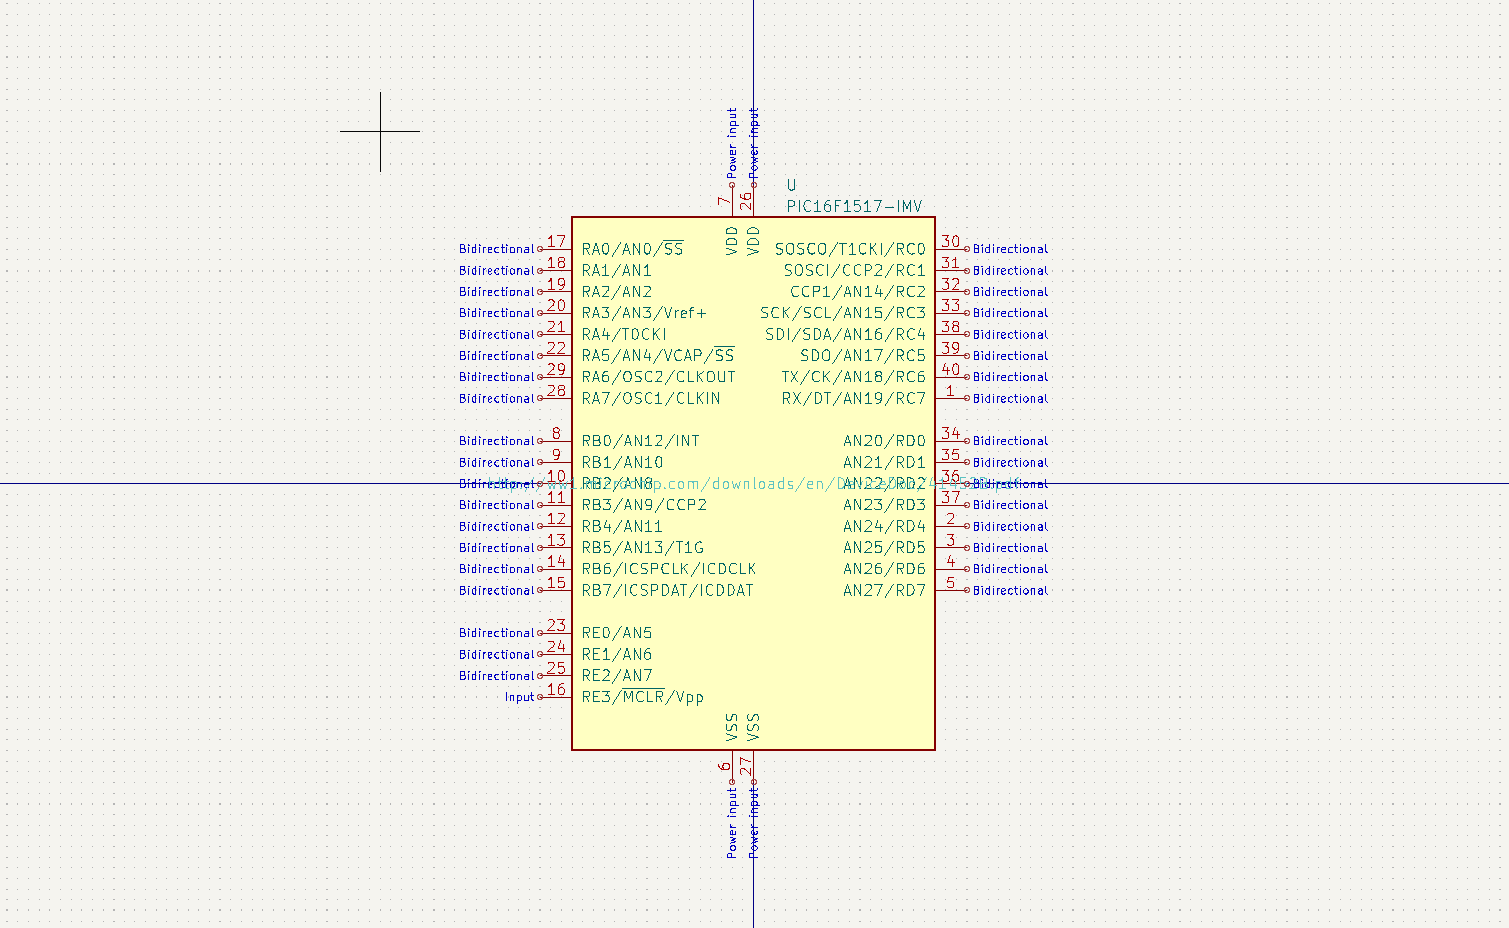 Power input Power input
7 26
U
PIC16F1517-IMV
VDD VDD
Bidirectional 17 RA0/AN0/SS SOSCO/T1CKI/RC0 30 Bidirectional
Bidirectional 18 RA1/AN1 SOSCI/CCP2/RC1 31 Bidirectional
Bidirectional 19 RA2/AN2 CCP1/AN14/RC2 32 Bidirectional
Bidirectional 20 RA3/AN3/Vref+ SCK/SCL/AN15/RC3 33 Bidirectional
Bidirectional 21 RA4/T0CKI SDI/SDA/AN16/RC4 38 Bidirectional
Bidirectional 22 RA5/AN4/VCAP/SS SDO/AN17/RC5 39 Bidirectional
Bidirectional 29 RA6/OSC2/CLKOUT TX/CK/AN18/RC6 40 Bidirectional
Bidirectional 28 RA7/OSC1/CLKIN RX/DT/AN19/RC7 1 Bidirectional
Bidirectional 8 RB0/AN12/INT AN20/RD0 34 Bidirectional
Bidirectional 9 RB1/AN10 AN21/RD1 35 Bidirectional
Bidirectional 10 RB2/AN8 AN22/RD2 36 Bidirectional
Bidirectional 11 RB3/AN9/CCP2 AN23/RD3 37 Bidirectional
Bidirectional 12 RB4/AN11 AN24/RD4 2 Bidirectional
Bidirectional 13 RB5/AN13/T1G AN25/RD5 3 Bidirectional
Bidirectional 14 RB6/ICSPCLK/ICDCLK AN26/RD6 4 Bidirectional
Bidirectional 15 RB7/ICSPDAT/ICDDAT AN27/RD7 5 Bidirectional
Bidirectional 23 RE0/AN5
Bidirectional 24 RE1/AN6
Bidirectional 25 RE2/AN7
Input 16 RE3/MCLR/Vpp
VSS VSS
6 27
Power input Power input